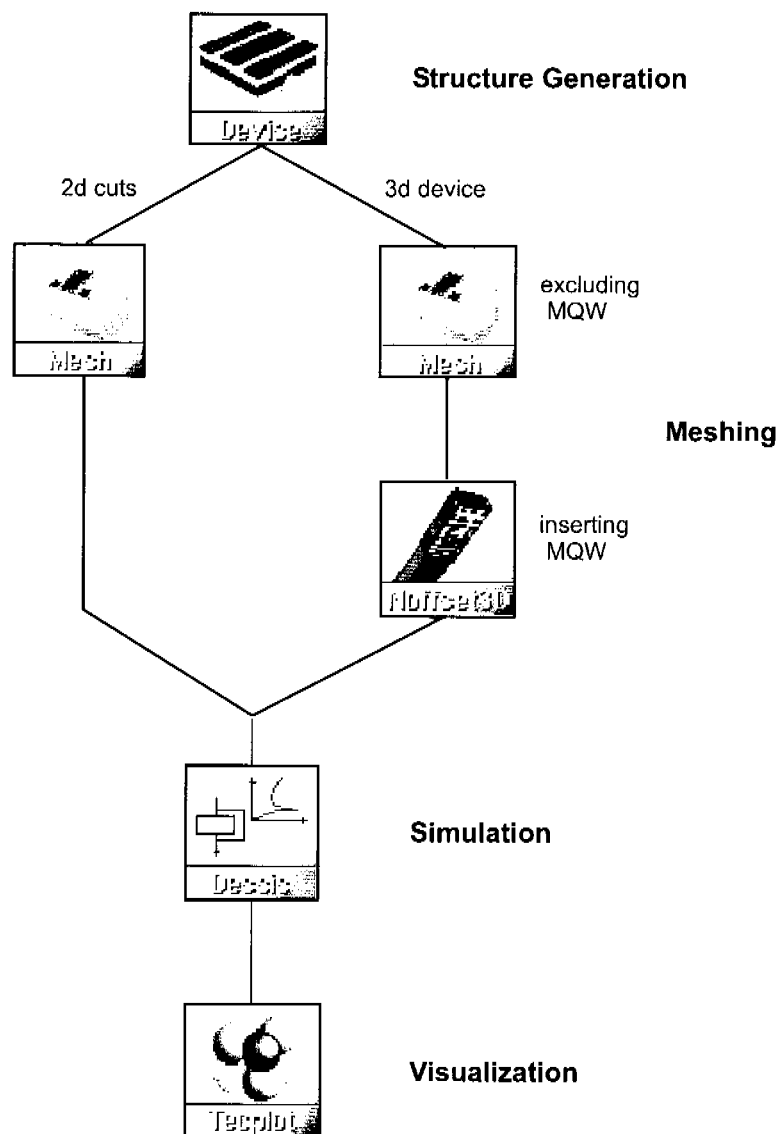 Structure Generation
Devise
2d cuts
3d device
Mesh
Mesh
excluding
MQW
Meshing
Noffset3D
inserting
MQW
Dessis
Simulation
Tecplot
Visualization